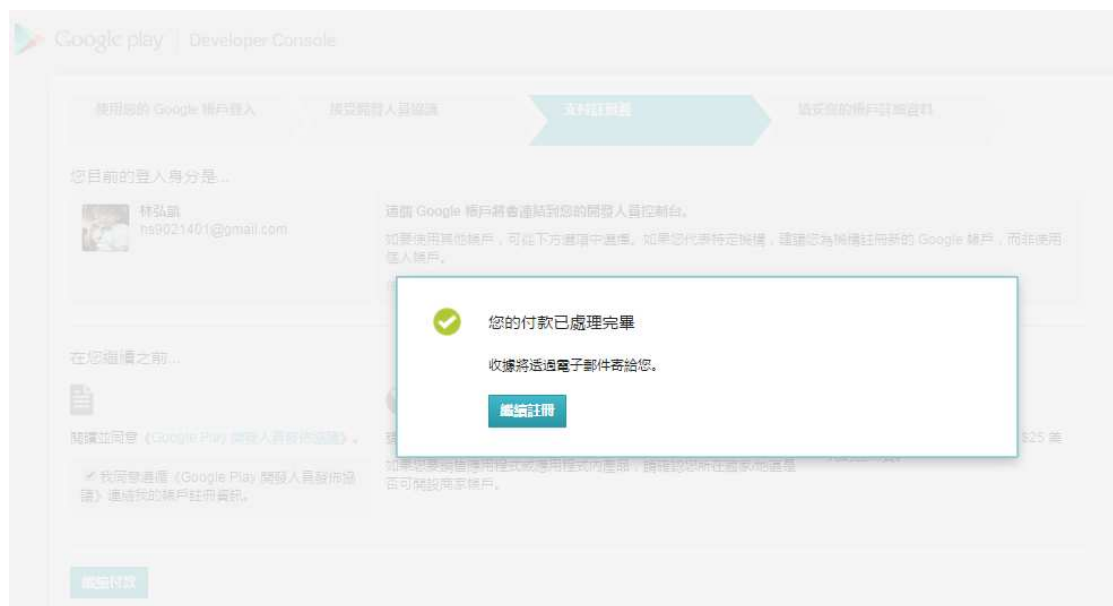 Google play | Developer Console
使用您的 Google 帳戶登入
接受開發人員協議
支付註冊費
填妥您的帳戶詳細資料
您目前的登入身分是...
林弘凱
hs9021401@gmail.com
這個 Google 帳戶將會連結到您的開發人員控制台。
如要使用其他帳戶，可從下方選項中選擇。如果您代表特定機構，建議您為機構註冊新的 Google 帳戶，而非使用
個人帳戶。
您的付款已處理完畢
收據將透過電子郵件寄給您。
繼續註冊
在您繼續之前...
閱讀並同意《Google Play 開發人員發佈協議》。
$25 美
✔ 我同意遵循《Google Play 開發人員發佈協
議》連結我的帳戶註冊資訊。
如果您要銷售應用程式或應用程式內產品，請確認您所在國家/地區是
否可開設商家帳戶。
繼續付款